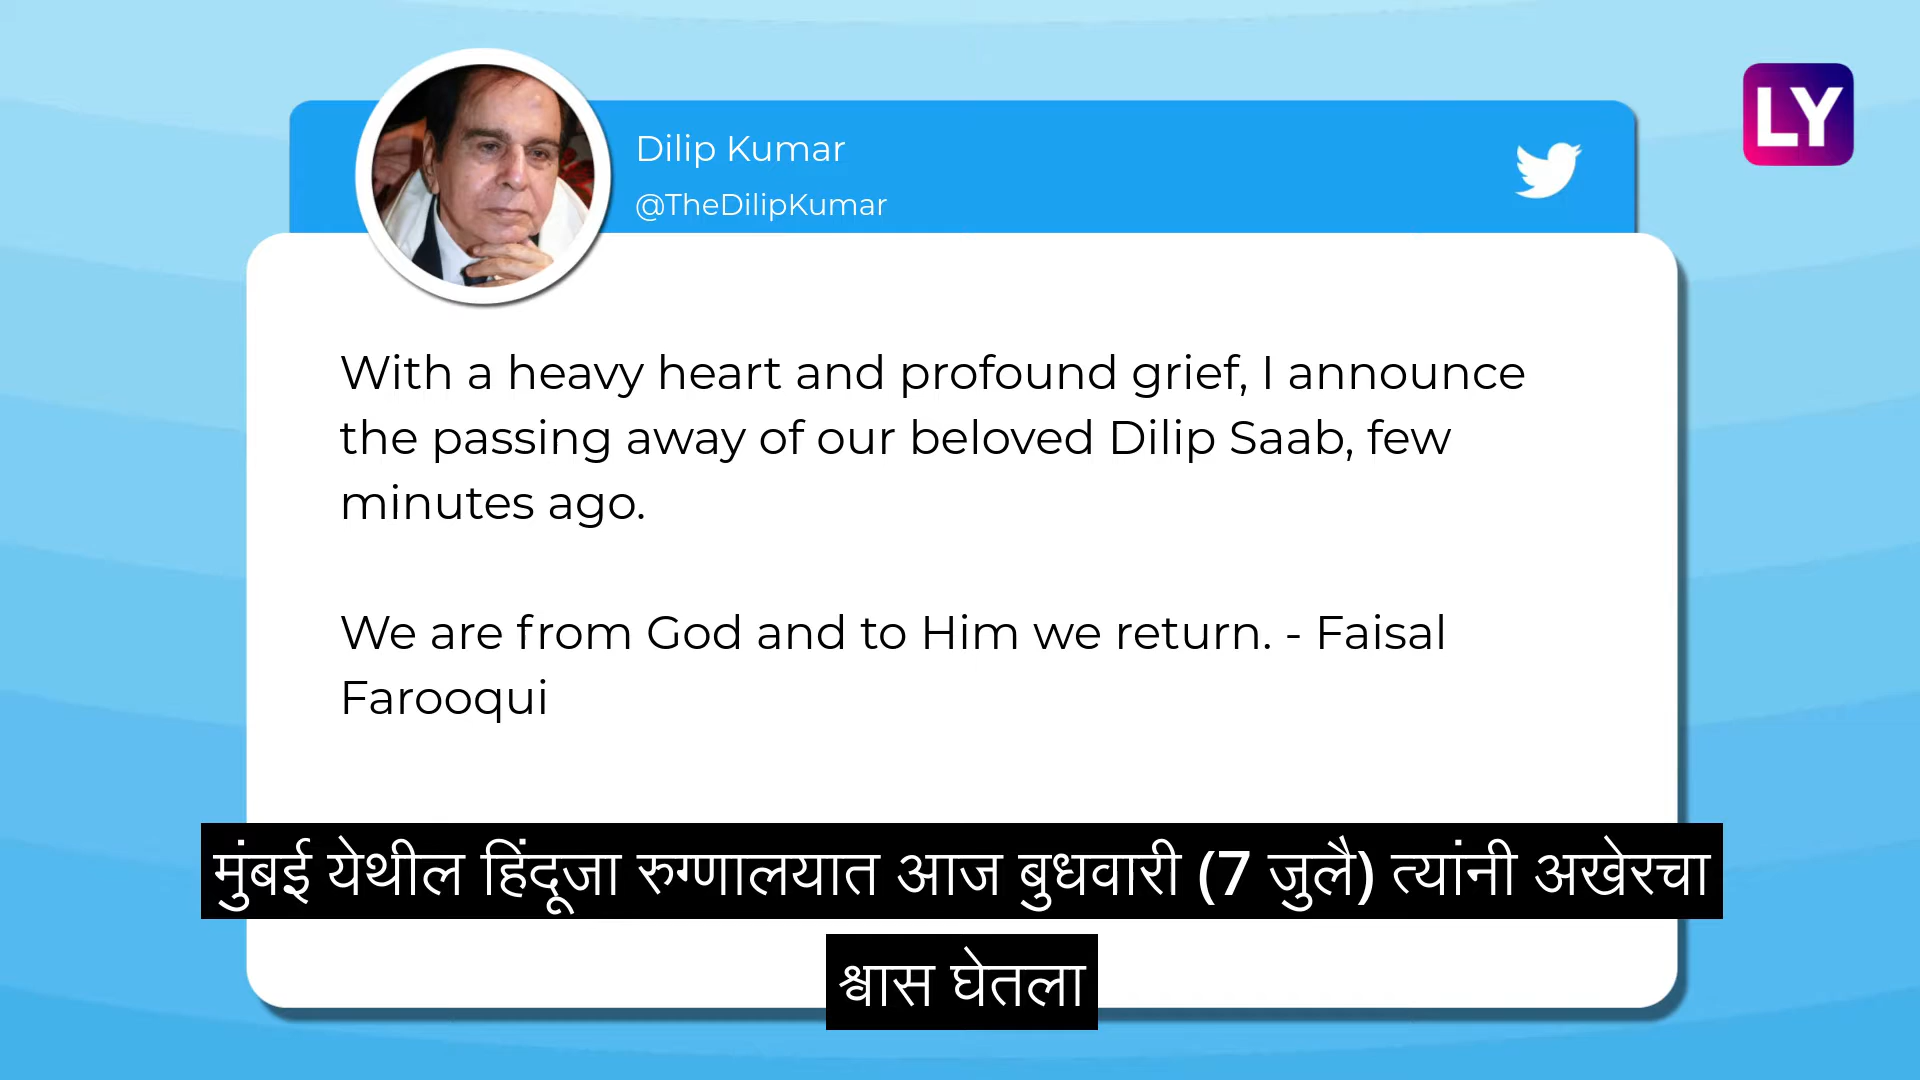 LY
Dilip Kumar
@TheDilipKumar
With a heavy heart and profound grief, I announce
the passing away of our beloved Dilip Saab, few
minutes ago.
We are from God and to Him we return. - Faisal
Farooqui
मुंबई येथील हिंदूजा रुग्णालयात आज बुधवारी (7 जुलै) त्यांनी अखेरचा
श्वास घेतला